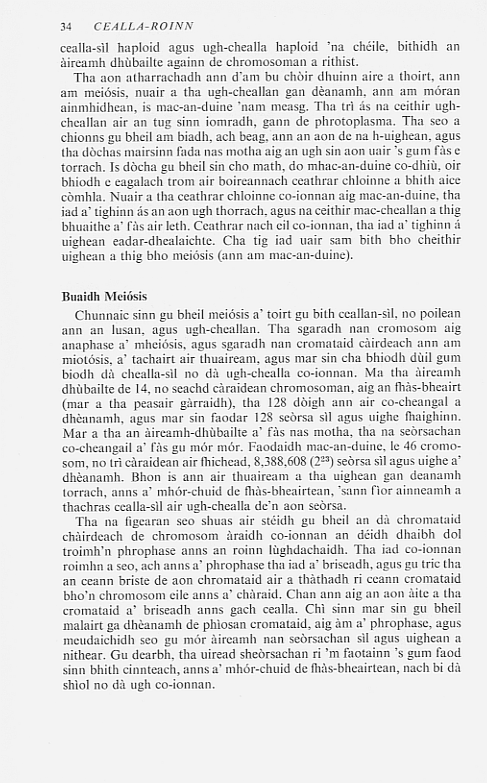 34 CEALLA-ROINN
cealla-sìl haploid agus ugh-chealla haploid 'na chéile, bithidh an
àireamh dhùbailte againn de chromosoman a rithist.
Tha aon atharrachadh ann d'am bu chòir dhuinn aire a thoirt, ann
am meiósis, nuair a tha ugh-cheallan gan dèanamh, ann am móran
ainmhidhean, is mac-an-duine 'nam measg. Tha trì ás na ceithir ugh-
cheallan air an tug sinn iomradh, gann de phrotoplasma. Tha seo a
chionns gu bheil am biadh, ach beag, ann an aon de na h-uighean, agus
tha dòchas mairsinn fada nas motha aig an ugh sin aon uair 's gum fàs e
torrach. Is dòcha gu bheil sin cho math, do mhac-an-duine co-dhiù, oir
bhiodh e eagalach trom air boireannach ceathrar chloinne a bhith aice
còmhla. Nuair a tha ceathrar chloinne co-ionnan aig mac-an-duine, tha
iad a' tighinn ás an aon ugh thorrach, agus na ceithir mac-cheallan a thig
bhuaithe a' fàs air leth. Ceathrar nach eil co-ionnan, tha iad a' tighinn á
uighean eadar-dhealaichte. Cha tig iad uair sam bith bho cheithir
uighean a thig bho meiósis (ann am mac-an-duine).
Buaidh Meiósis
Chunnaic sinn gu bheil meiósis a' toirt gu bith ceallan-sìl, no poilean
ann an lusan, agus ugh-cheallan. Tha sgaradh nan cromosom aig
anaphase a' mheiósis, agus sgaradh nan cromataid càirdeach ann am
miotósis, a' tachairt air thuaiream, agus mar sin cha bhiodh dùil gum
biodh dà chealla-sìl no dà ugh-chealla co-ionnan. Ma tha àireamh
dhùbailte de 14, no seachd càraidean chromosoman, aig an fhàs-bheairt
(mar a tha peasair gàrraidh), tha 128 dòigh ann air co-cheangal a
dhèanamh, agus mar sin faodar 128 seòrsa sìl agus uighe fhaighinn.
Mar a tha an àireamh-dhùbailte a' fàs nas motha, tha na seòrsachan
co-cheangail a' fàs gu mór mór. Faodaidh mac-an-duine, le 46 cromo-
som, no trì càraidean air fhichead, 8,388,608 (2²³) seòrsa sìl agus uighe a'
dhèanamh. Bhon is ann air thuaiream a tha uighean gan deanamh
torrach, anns a' mhór-chuid de fhàs-bheairtean, 'sann fìor ainneamh a
thachras cealla-sìl air ugh-chealla de'n aon seòrsa.
Tha na figearan seo shuas air stéidh gu bheil an dà chromataid
chàirdeach de chromosom àraidh co-ionnan an déidh dhaibh dol
troimh'n phrophase anns an roinn lùghdachaidh. Tha iad co-ionnan
roimhn a seo, ach anns a' phrophase tha iad a' briseadh, agus gu tric tha
an ceann briste de aon chromataid air a thàthadh ri ceann cromataid
bho'n chromosom eile anns a' chàraid. Chan ann aig an aon àite a tha
cromataid a' briseadh anns gach cealla. Chì sinn mar sin gu bheil
malairt ga dhèanamh de phìosan cromataid, aig àm a' phrophase, agus
meudaichidh seo gu mór àireamh nan seòrsachan sìl agus uighean a
nithear. Gu dearbh, tha uiread sheòrsachan ri 'm faotainn 's gum faod
sinn bhith cinnteach, anns a' mhór-chuid de fhàs-bheairtean, nach bi dà
shìol no dà ugh co-ionnan.